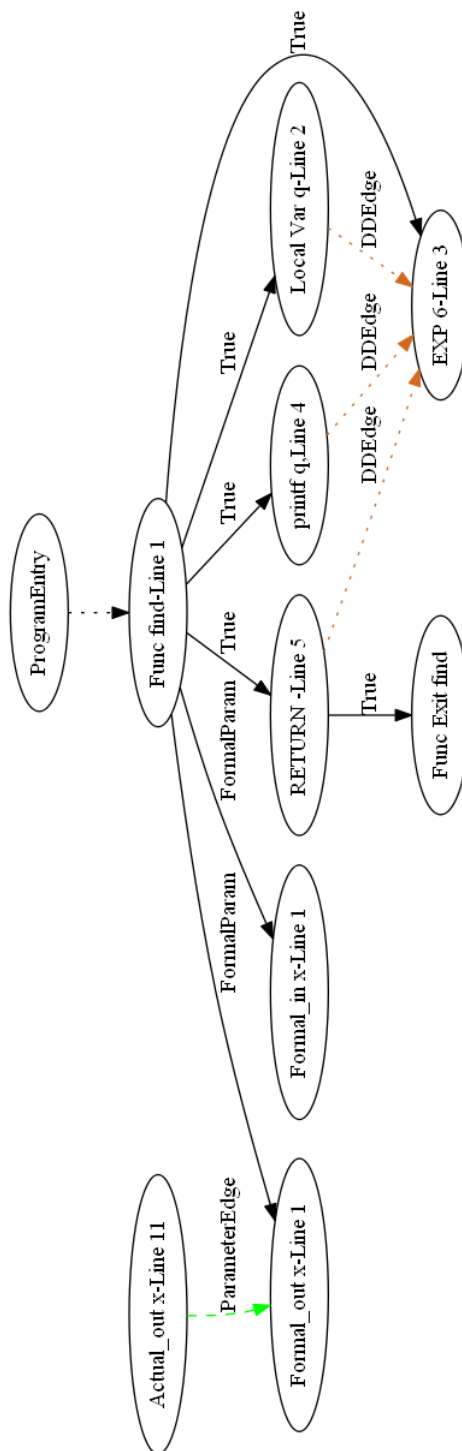 ProgramEntry
Actual_out x-Line 11
Func find-Line 1
True
ParameterEdge
FormalParam
FormalParam
True
True
True
Formal_out x-Line 1
Formal_in x-Line 1
RETURN -Line 5
printf q,Line 4
Local Var q-Line 2
True
DDEdge
DDEdge
DDEdge
Func Exit find
EXP 6-Line 3